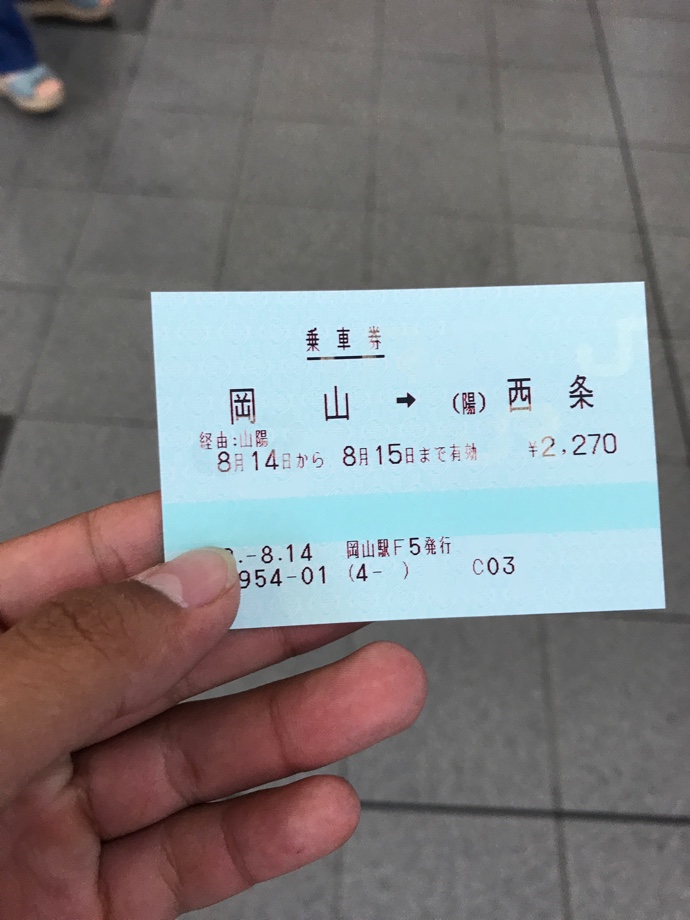 乗車券
岡山 → (陽)西条
経由:山陽
8月14日から 8月15日まで有効 ¥2,270
.-8.14 岡山駅F5発行
954-01 (4- ) C03